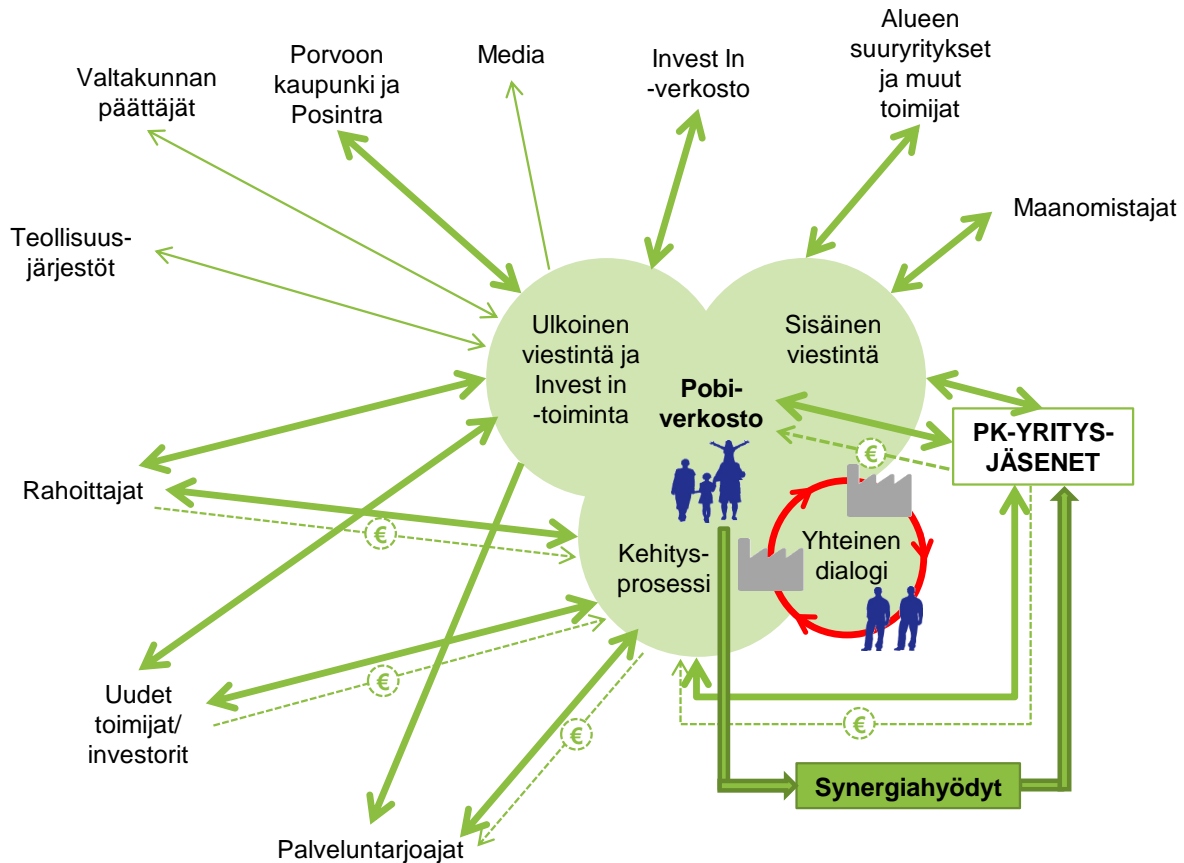 Valtakunnan
päättäjät
Porvoon
kaupunki ja
Posintra
Media
Invest In
-verkosto
Alueen
suuryritykset
ja muut
toimijat
Maanomistajat
Teollisuus-
järjestöt
Ulkoinen
viestintä ja
Invest in
-toiminta
Sisäinen
viestintä
Pobi-
verkosto
PK-YRITYS-
JÄSENET
€
Rahoittajat
€
Kehitys-
prosessi
Yhteinen
dialogi
Uudet
toimijat/
investorit
€
€
€
Synergiahyödyt
Palveluntarjoajat